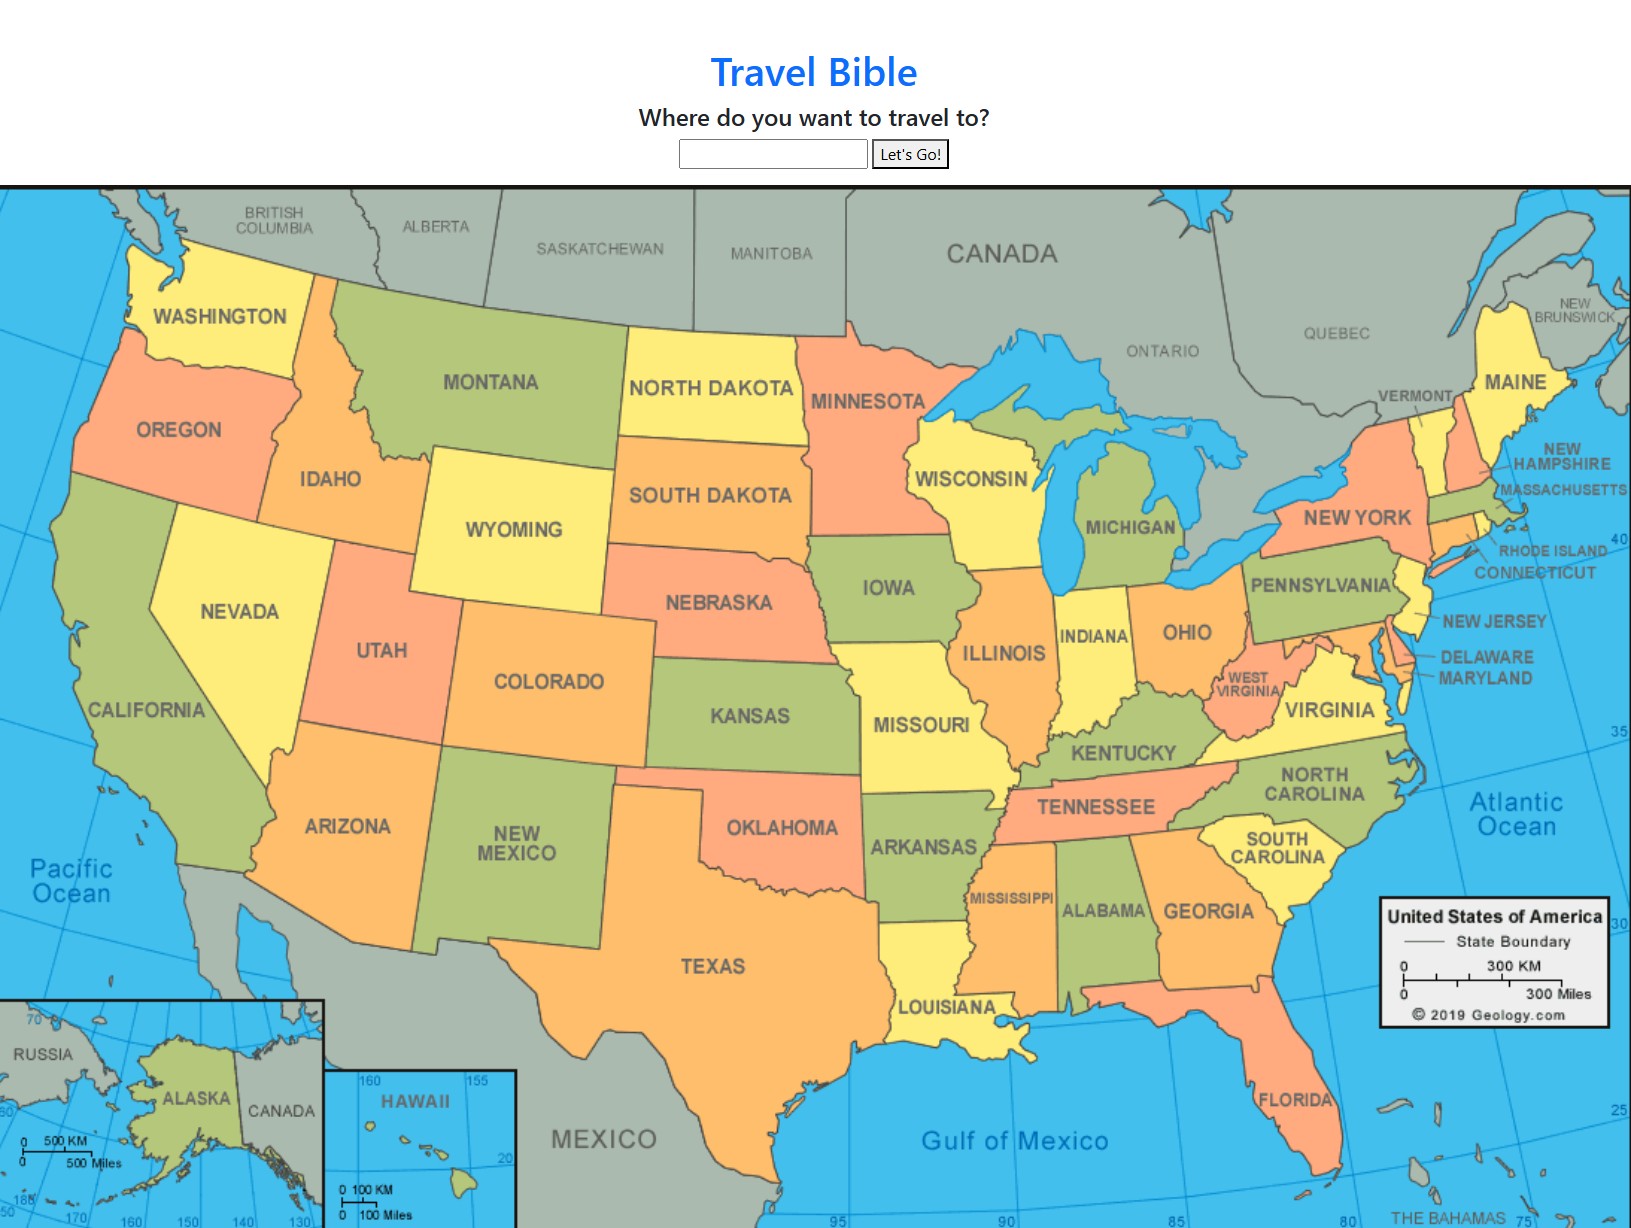 Travel Bible
Where do you want to travel to?
Let's Go!
BRITISH
COLUMBIA
ALBERTA
SASKATCHEWAN
MANITOBA
CANADA
ONTARIO
QUEBEC
NEW
BRUNSWICK
WASHINGTON
MONTANA
NORTH DAKOTA
MINNESOTA
VERMONT
MAINE
OREGON
IDAHO
WYOMING
SOUTH DAKOTA
WISCONSIN
MICHIGAN
NEW YORK
NEW
HAMPSHIRE
MASSACHUSETTS
40
RHODE ISLAND
CONNECTICUT
NEVADA
UTAH
NEBRASKA
IOWA
ILLINOIS
INDIANA
OHIO
PENNSYLVANIA
NEW JERSEY
DELAWARE
MARYLAND
CALIFORNIA
COLORADO
KANSAS
MISSOURI
KENTUCKY
WEST
VIRGINIA
VIRGINIA
35
ARIZONA
NEW
MEXICO
OKLAHOMA
ARKANSAS
TENNESSEE
NORTH
CAROLINA
SOUTH
CAROLINA
Atlantic
Ocean
Pacific
Ocean
TEXAS
LOUISIANA
MISSISSIPPI
ALABAMA
GEORGIA
FLORIDA
United States of America
State Boundary
0 300 KM
0 300 Miles
© 2019 Geology.com
30
25
70
RUSSIA
ALASKA
CANADA
60
0 500 KM
0 500 Miles
180
50
170
160
150
140
130
160
155
HAWAII
20
0 100 KM
0 100 Miles
MEXICO
Gulf of Mexico
95
90
85
80
THE BAHAMAS
75